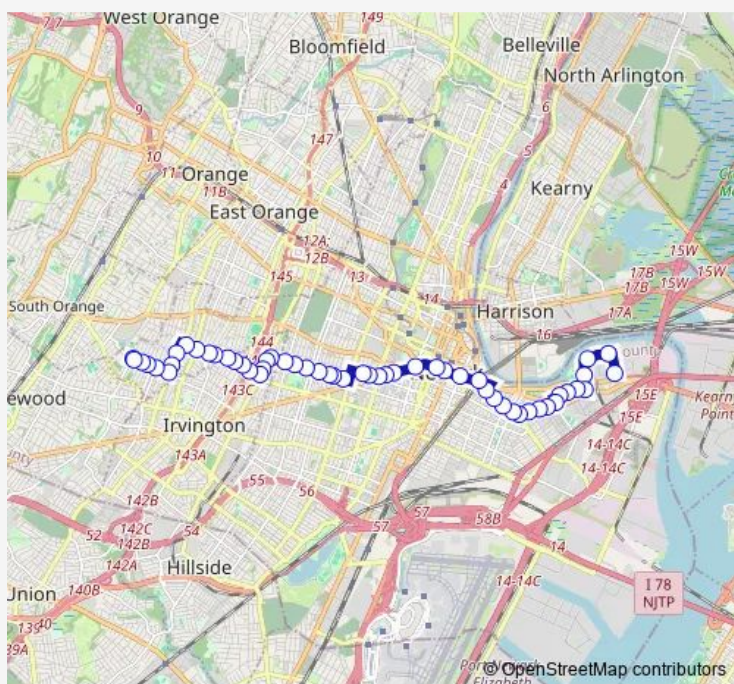 West Orange
149
7 7
Bloomfield
Belleville
North Arlington
9
147
6
5
10
11
Orange
11B
4
Kearny
East Orange
12A;
12B
15W
145
13
17B
15W
14
17A
South Orange
Harrison
16
144
143C
15E
Irvington
15E
14-14C
143A
14-14C
55
56
142B
57
57
58B
52
142C
54
14
142B
Hillside
142A
14-14C
Union
140B
I 78
NJTP
40
39A
© OpenStreetMap contributors